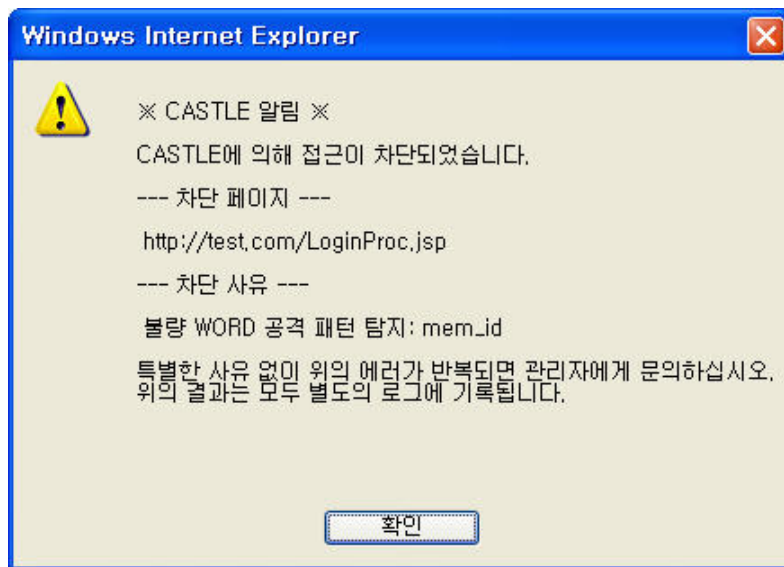 Windows Internet Explorer
※ CASTLE 알림 ※
CASTLE에 의해 접근이 차단되었습니다.
--- 차단 페이지 ---
http://test.com/LoginProc.jsp
--- 차단 사유 ---
불량 WORD 공격 패턴 탐지: mem_id
특별한 사유 없이 위의 에러가 반복되면 관리자에게 문의하십시오.
위의 결과는 모두 별도의 로그에 기록됩니다.
확인